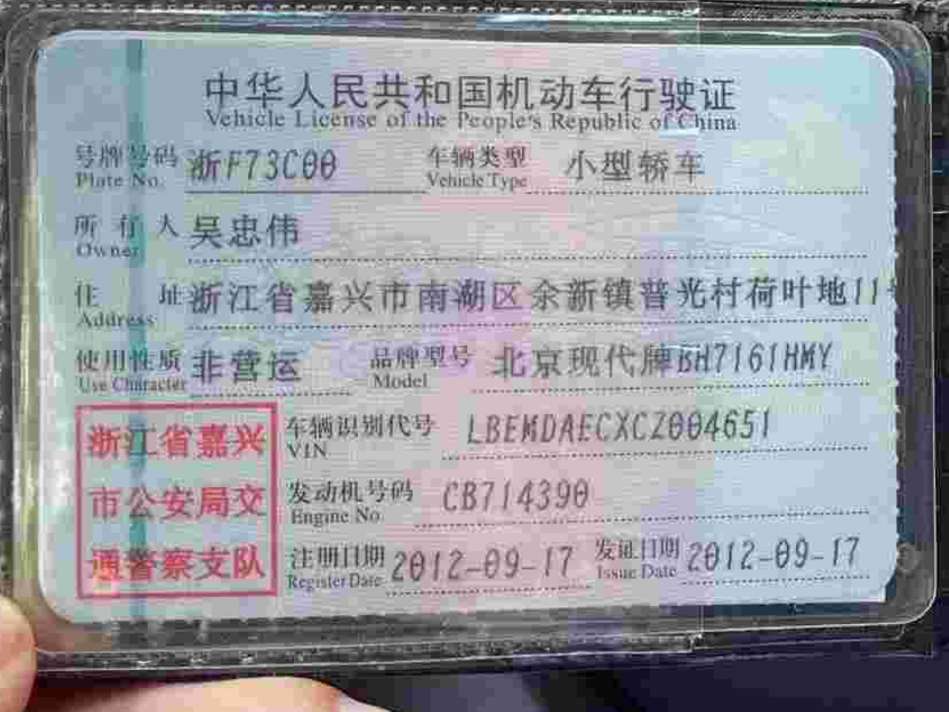 中华人民共和国机动车行驶证
Vehicle License of the People's Republic of China
号牌号码 浙F73C00 车辆类型 小型轿车
Plate No. Vehicle Type
所有人 吴忠伟
Owner
住址 浙江省嘉兴市南湖区余新镇普光村荷叶地11号
Address
使用性质 非营运 品牌型号 北京现代牌BH7161HMY
Use Character Model
浙江省嘉兴 车辆识别代号 LBEMDAECXCZ004651
VIN
市公安局交 发动机号码 CB714390
Engine No.
通警察支队 注册日期 2012-09-17 发证日期 2012-09-17
Register Date Issue Date